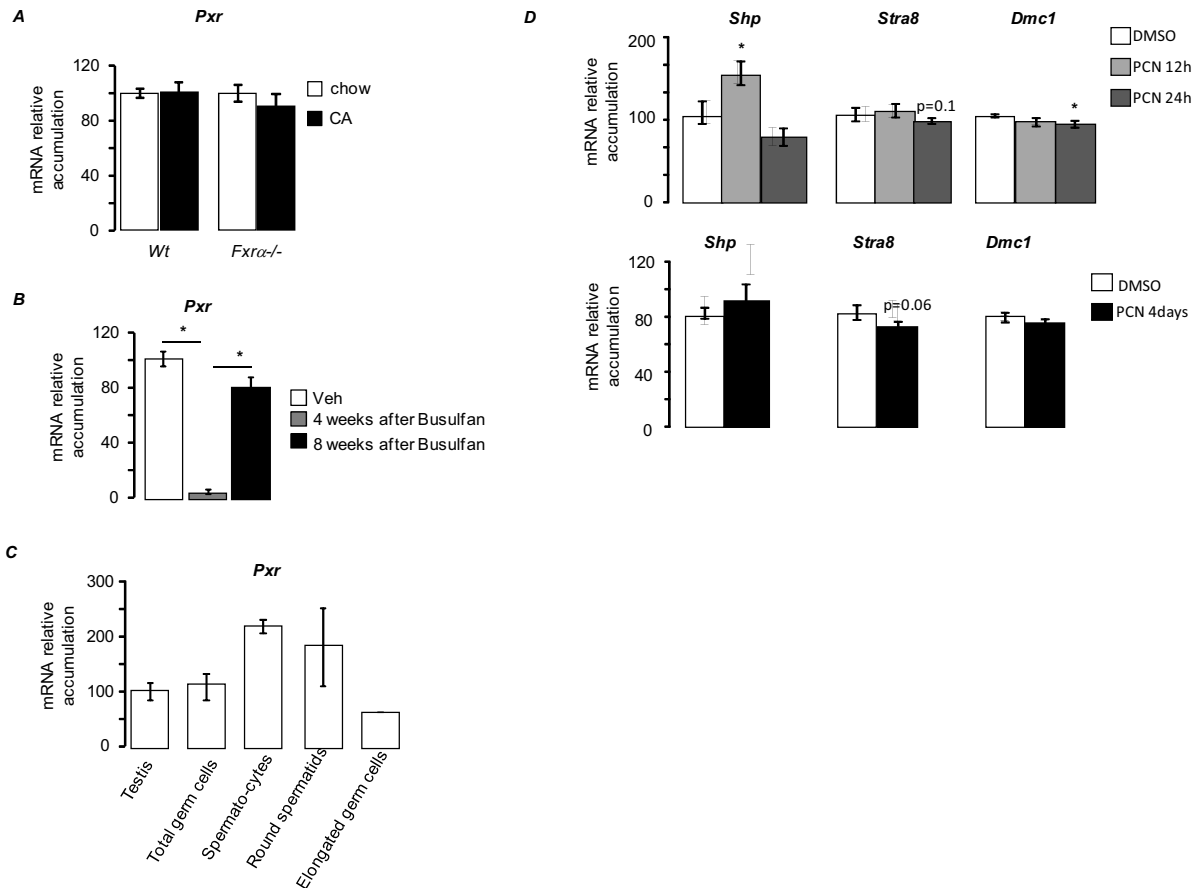 A
Pxr
mRNA relative
accumulation
120
80
40
0
Wt
Fxrα-/-
chow
CA
B
Pxr
mRNA relative
accumulation
120
80
40
0
*
*
Veh
4 weeks after Busulfan
8 weeks after Busulfan
C
Pxr
mRNA relative
accumulation
300
200
100
0
Testis
Total germ cells
Spermato-cytes
Round spermatids
Elongated germ cells
D
Shp
Stra8
Dmc1
mRNA relative
accumulation
200
100
0
*
p=0.1
*
DMSO
PCN 12h
PCN 24h
Shp
Stra8
Dmc1
mRNA relative
accumulation
120
80
40
0
p=0.06
DMSO
PCN 4days